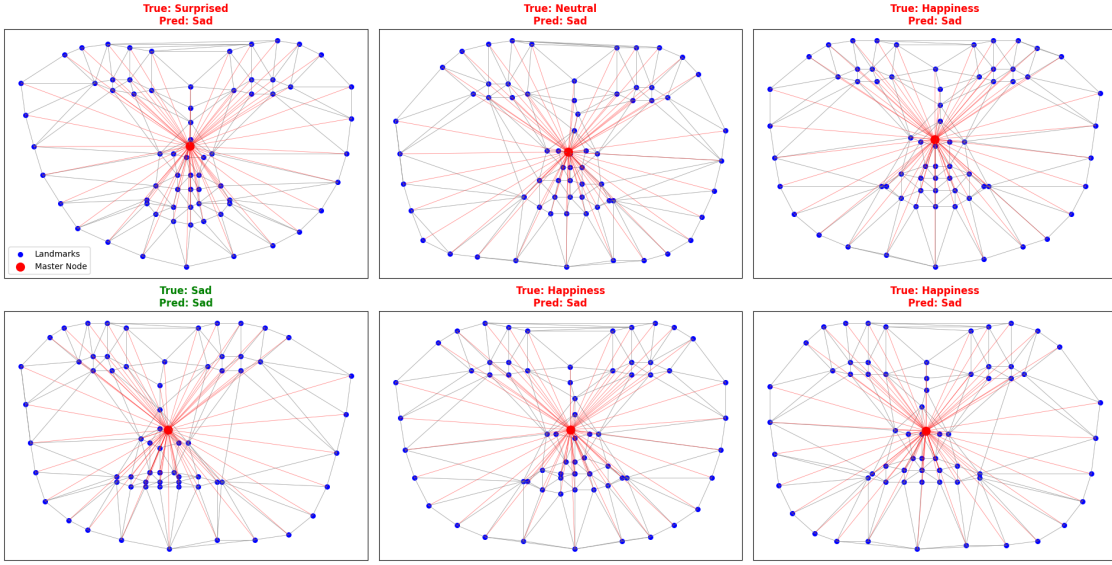 True: Surprised
Pred: Sad
True: Neutral
Pred: Sad
True: Happiness
Pred: Sad
Landmarks
Master Node
True: Sad
Pred: Sad
True: Happiness
Pred: Sad
True: Happiness
Pred: Sad